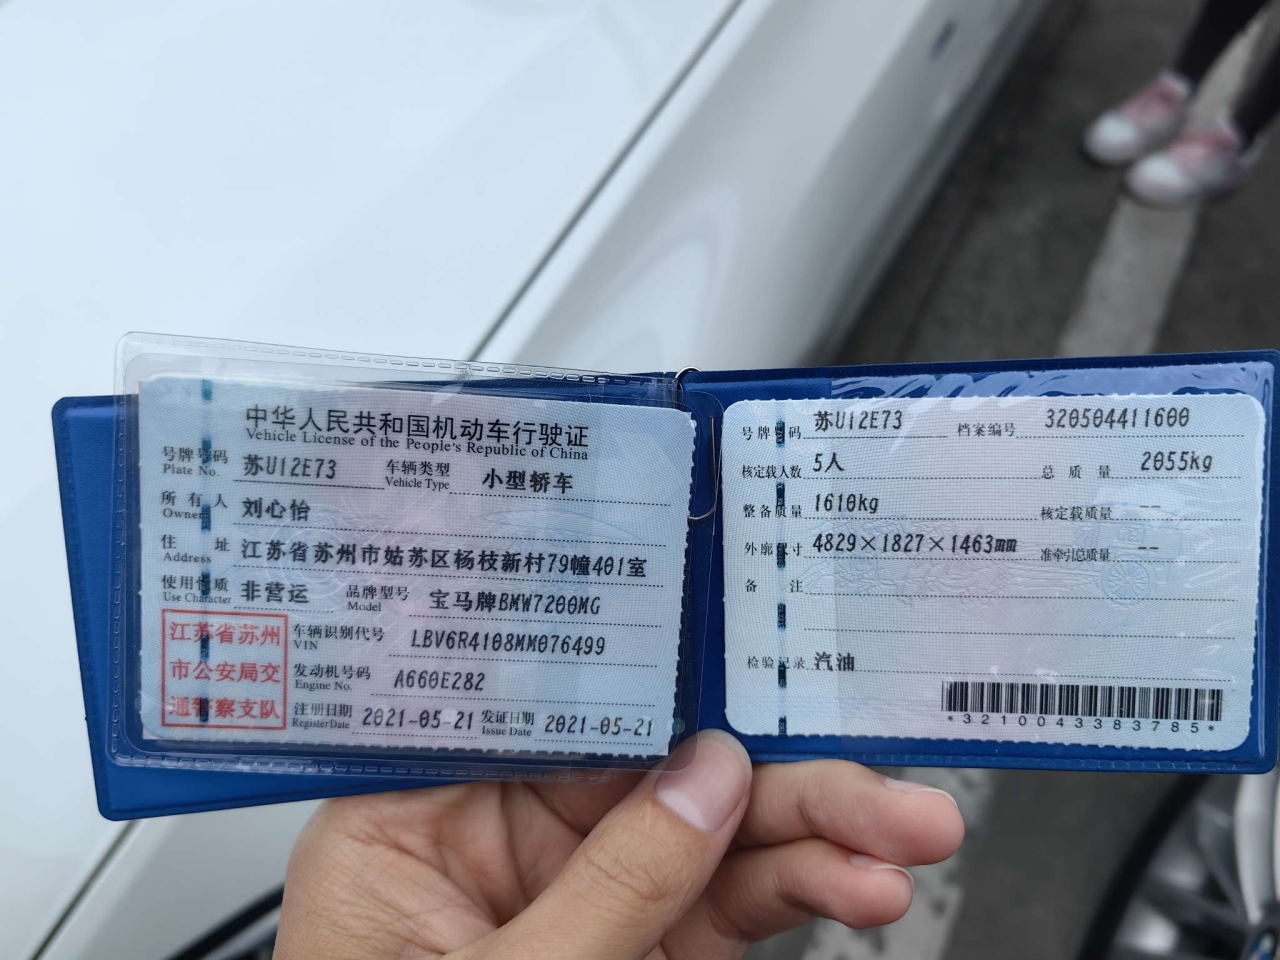 中华人民共和国机动车行驶证
Vehicle License of the People's Republic of China
号牌号码 苏U12E73 车辆类型 小型轿车
Plate No. Vehicle Type
所有人 刘心怡
Owner
住址 江苏省苏州市姑苏区杨枝新村79幢401室
Address
使用性质 非营运 品牌型号 宝马牌BMW7200MG
Use Character Model
江苏省苏州
市公安局交
通警察支队
车辆识别代号 LBV6R4108MM076499
VIN
发动机号码 A660E282
Engine No.
注册日期 2021-05-21 发证日期 2021-05-21
Register Date Issue Date
号牌号码 苏U12E73 档案编号 320504411600
核定载人数 5人 总质量 2055kg
整备质量 1610kg 核定载质量 --
外廓尺寸 4829×1827×1463mm 准牵引总质量 --
备注
检验记录 汽油
*3210043383785*